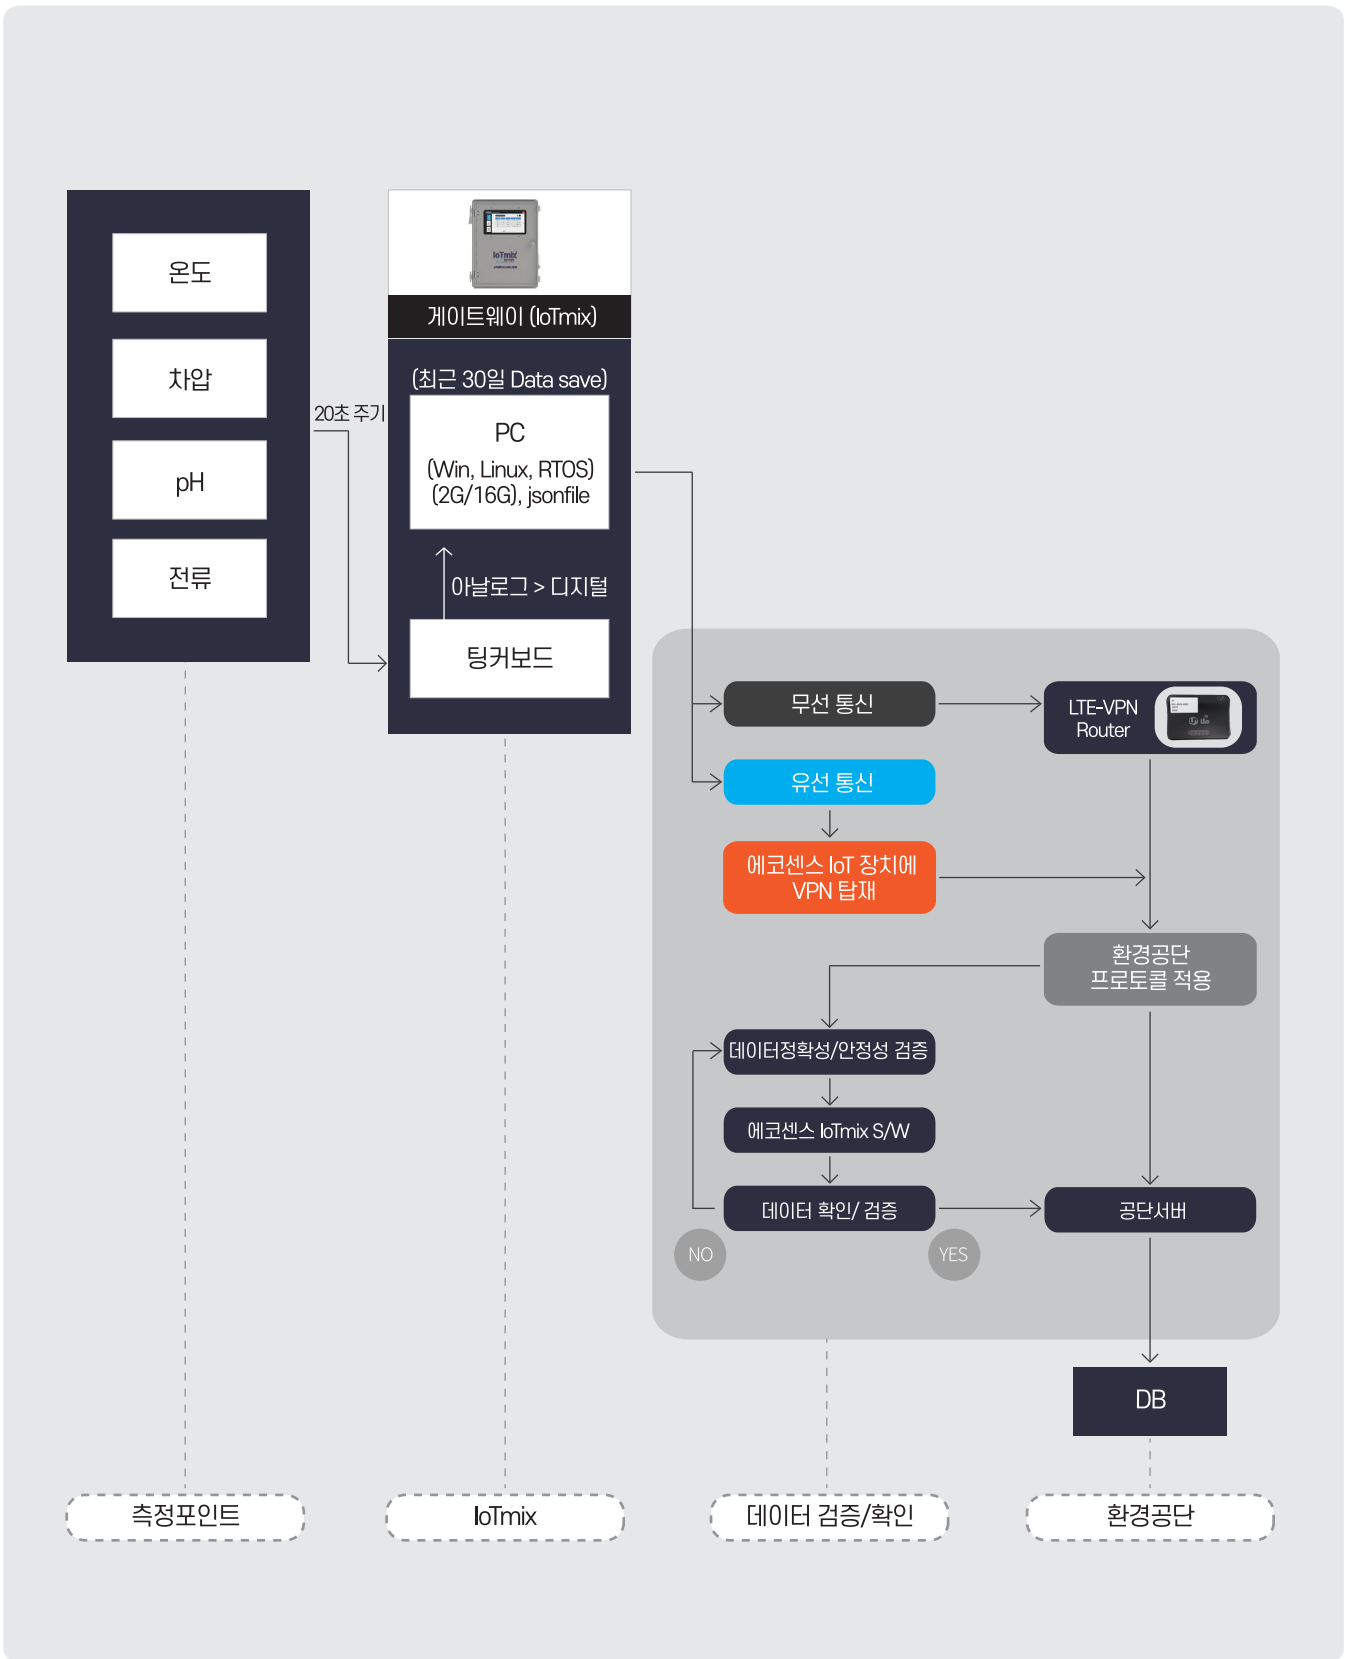 온도
차압
pH
전류
20초 주기
IoTmix
게이트웨이 (IoTmix)
(최근 30일 Data save)
PC
(Win, Linux, RTOS)
(2G/16G), jsonfile
아날로그 > 디지털
팅커보드
무선 통신
LTE-VPN
Router
유선 통신
에코센스 IoT 장치에
VPN 탑재
환경공단
프로토콜 적용
데이터정확성/안정성 검증
에코센스 IoTmix S/W
데이터 확인/ 검증
공단서버
NO
YES
DB
측정포인트
IoTmix
데이터 검증/확인
환경공단